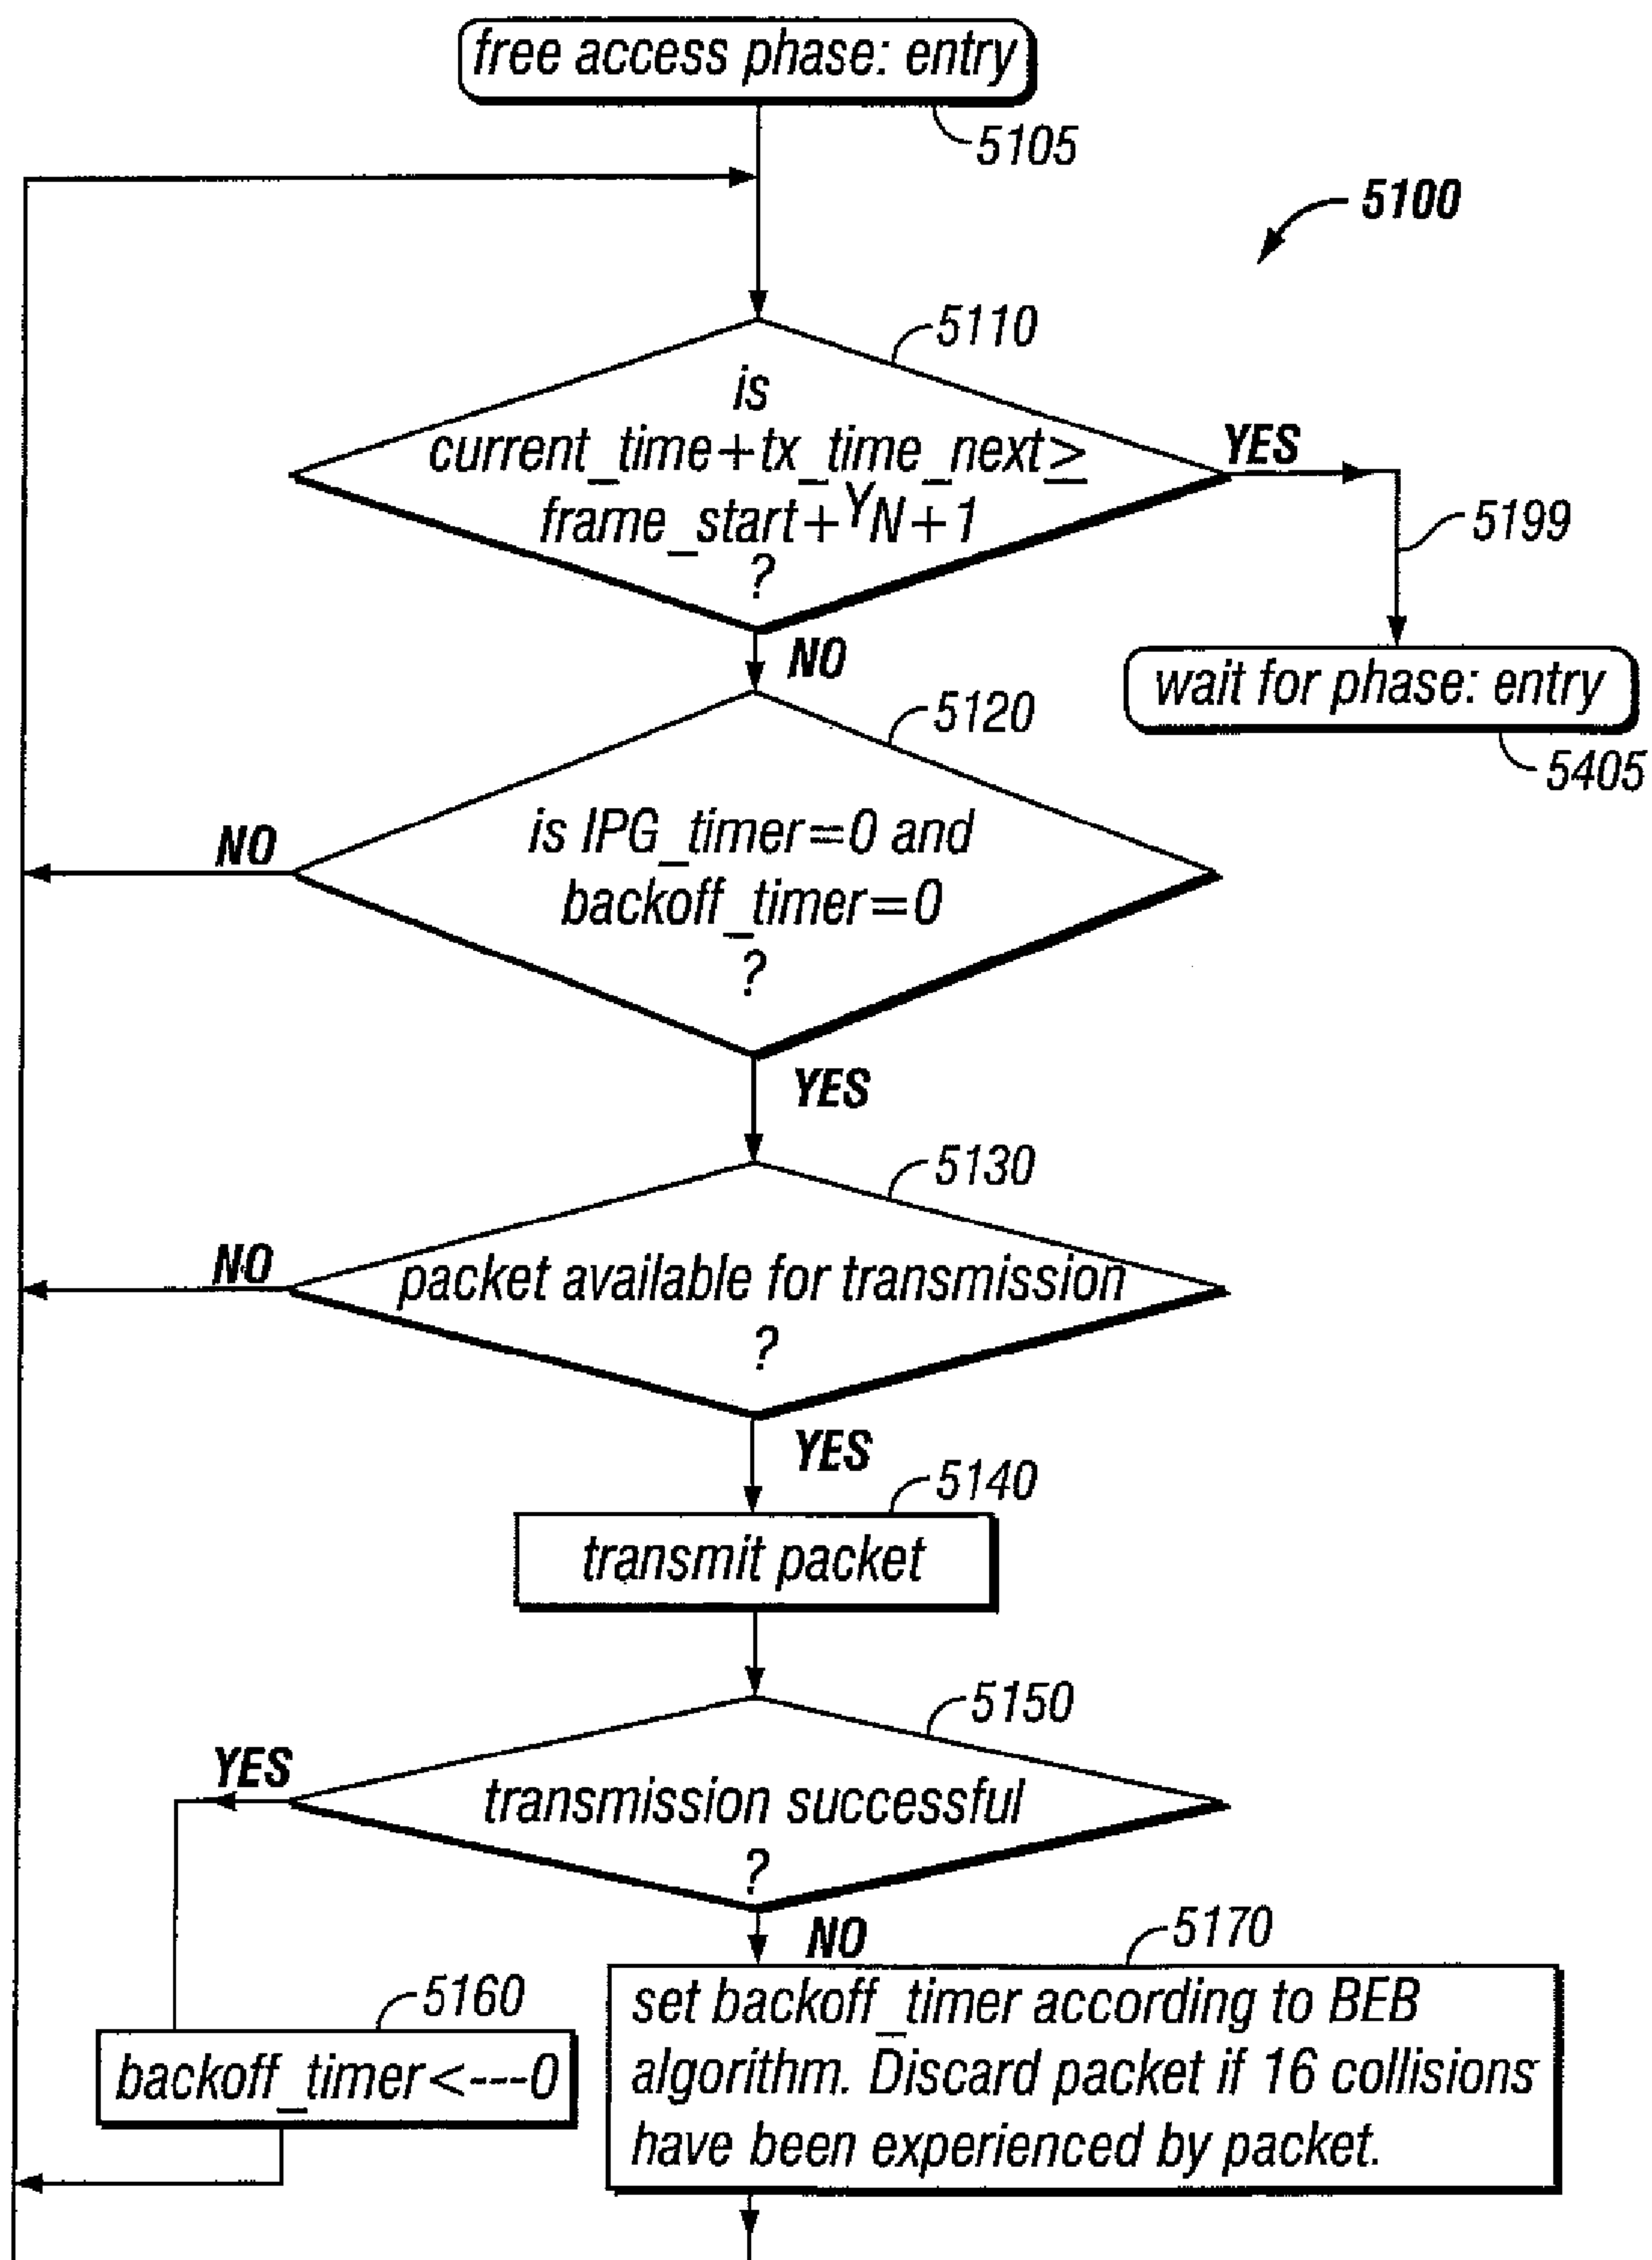 free access phase: entry
5105
5100
5110
is
current_time+tx_time_next≥
frame_start+YN+1
?
YES
5199
NO
wait for phase: entry
5405
5120
is IPG_timer=0 and
backoff_timer=0
?
NO
YES
5130
packet available for transmission
?
NO
YES
5140
transmit packet
5150
transmission successful
?
YES
NO
5170
5160
backoff_timer<---0
set backoff_timer according to BEB
algorithm. Discard packet if 16 collisions
have been experienced by packet.